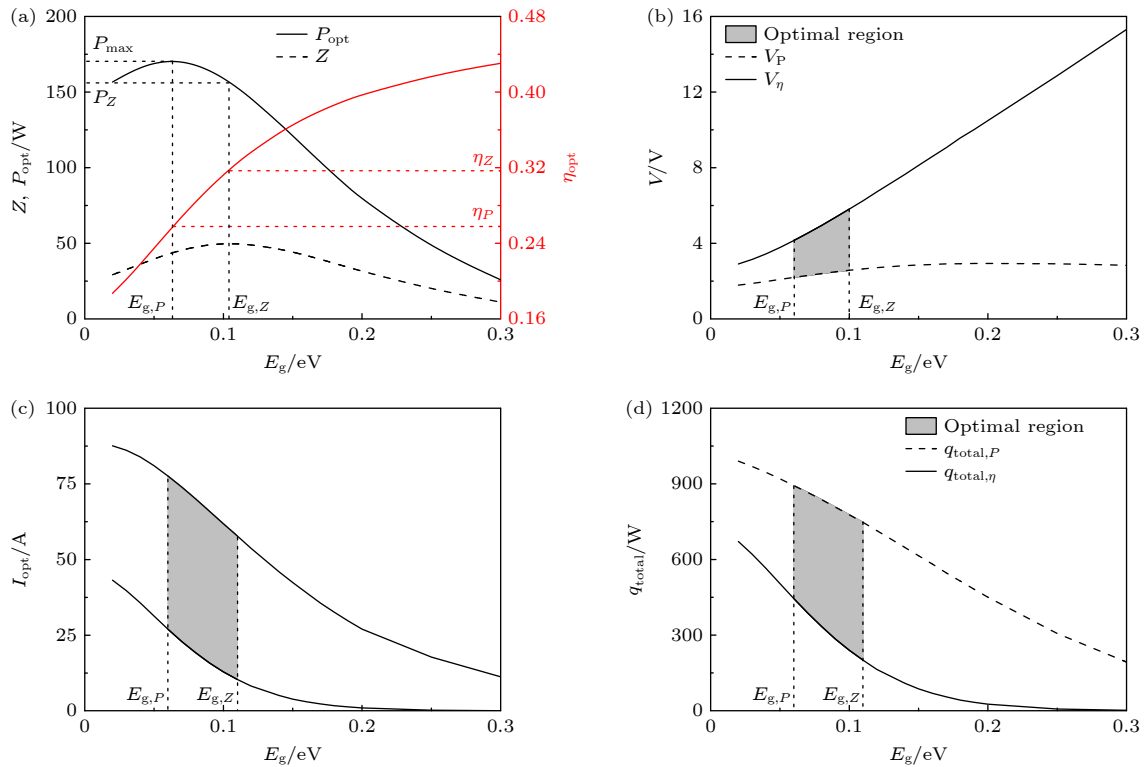 (a)
200
150
100
50
0
Z, P_opt/W
P_max
P_Z
P_opt
Z
0.48
0.40
0.32
0.24
0.16
η_opt
η_Z
η_P
E_g,P
E_g,Z
0
0.1
0.2
0.3
E_g/eV
(b)
16
12
8
4
0
V/V
Optimal region
V_P
V_η
E_g,P
E_g,Z
0
0.1
0.2
0.3
E_g/eV
(c)
100
75
50
25
0
I_opt/A
E_g,P
E_g,Z
0
0.1
0.2
0.3
E_g/eV
(d)
1200
900
600
300
0
q_total/W
Optimal region
q_total,P
q_total,η
E_g,P
E_g,Z
0
0.1
0.2
0.3
E_g/eV